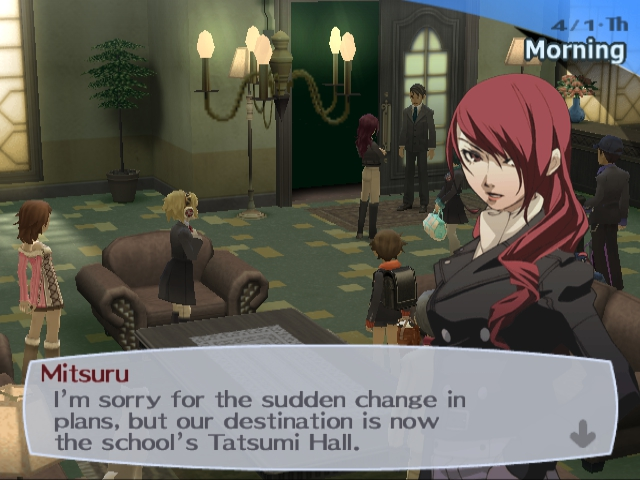 4/1·Th
Morning
Mitsuru
I'm sorry for the sudden change in
plans, but our destination is now
the school's Tatsumi Hall.